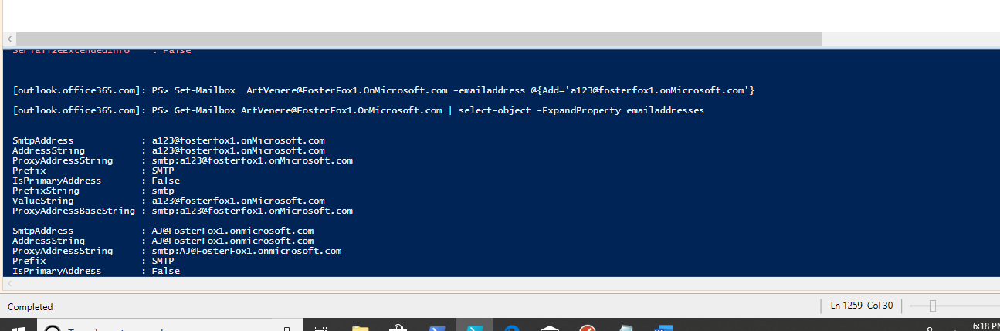 SerializeExtendedInfo : False
[outlook.office365.com]: PS> Set-Mailbox  ArtVenere@FosterFox1.OnMicrosoft.com -emailaddress @{Add='a123@fosterfox1.onMicrosoft.com'}
[outlook.office365.com]: PS> Get-Mailbox ArtVenere@FosterFox1.OnMicrosoft.com | select-object -ExpandProperty emailaddresses
SmtpAddress : a123@fosterfox1.onMicrosoft.com
AddressString : a123@fosterfox1.onMicrosoft.com
ProxyAddressString : smtp:a123@fosterfox1.onMicrosoft.com
Prefix : SMTP
IsPrimaryAddress : False
PrefixString : smtp
ValueString : a123@fosterfox1.onMicrosoft.com
ProxyAddressBaseString : smtp:a123@fosterfox1.onMicrosoft.com
SmtpAddress : AJ@FosterFox1.onmicrosoft.com
AddressString : AJ@FosterFox1.onmicrosoft.com
ProxyAddressString : smtp:AJ@FosterFox1.onmicrosoft.com
Prefix : SMTP
IsPrimaryAddress : False
Completed
Ln 1259 Col 30
6:18 PM